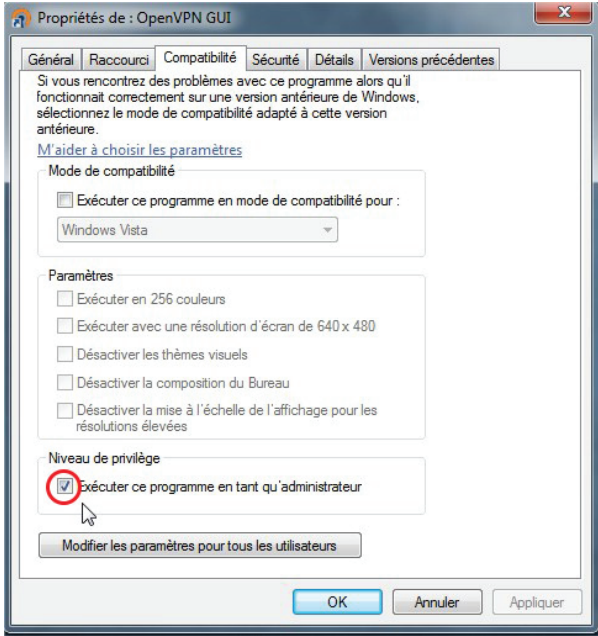 Propriétés de : OpenVPN GUI
Général Raccourci Compatibilité Sécurité Détails Versions précédentes
Si vous rencontrez des problèmes avec ce programme alors qu'il
fonctionnait correctement sur une version antérieure de Windows,
sélectionnez le mode de compatibilité adapté à cette version
antérieure.
M'aider à choisir les paramètres
Mode de compatibilité
Exécuter ce programme en mode de compatibilité pour :
Windows Vista
Paramètres
Exécuter en 256 couleurs
Exécuter avec une résolution d'écran de 640 x 480
Désactiver les thèmes visuels
Désactiver la composition du Bureau
Désactiver la mise à l'échelle de l'affichage pour les
résolutions élevées
Niveau de privilège
Exécuter ce programme en tant qu'administrateur
Modifier les paramètres pour tous les utilisateurs
OK Annuler Appliquer